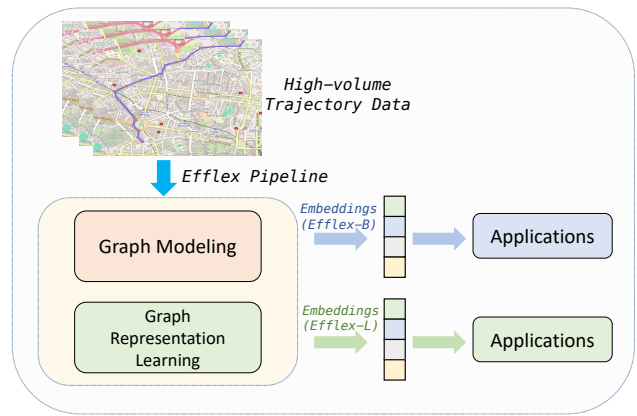 High-volume
Trajectory Data
Efflex Pipeline
Graph Modeling
Embeddings
(Efflex-B)
Applications
Graph
Representation
Learning
Embeddings
(Efflex-L)
Applications